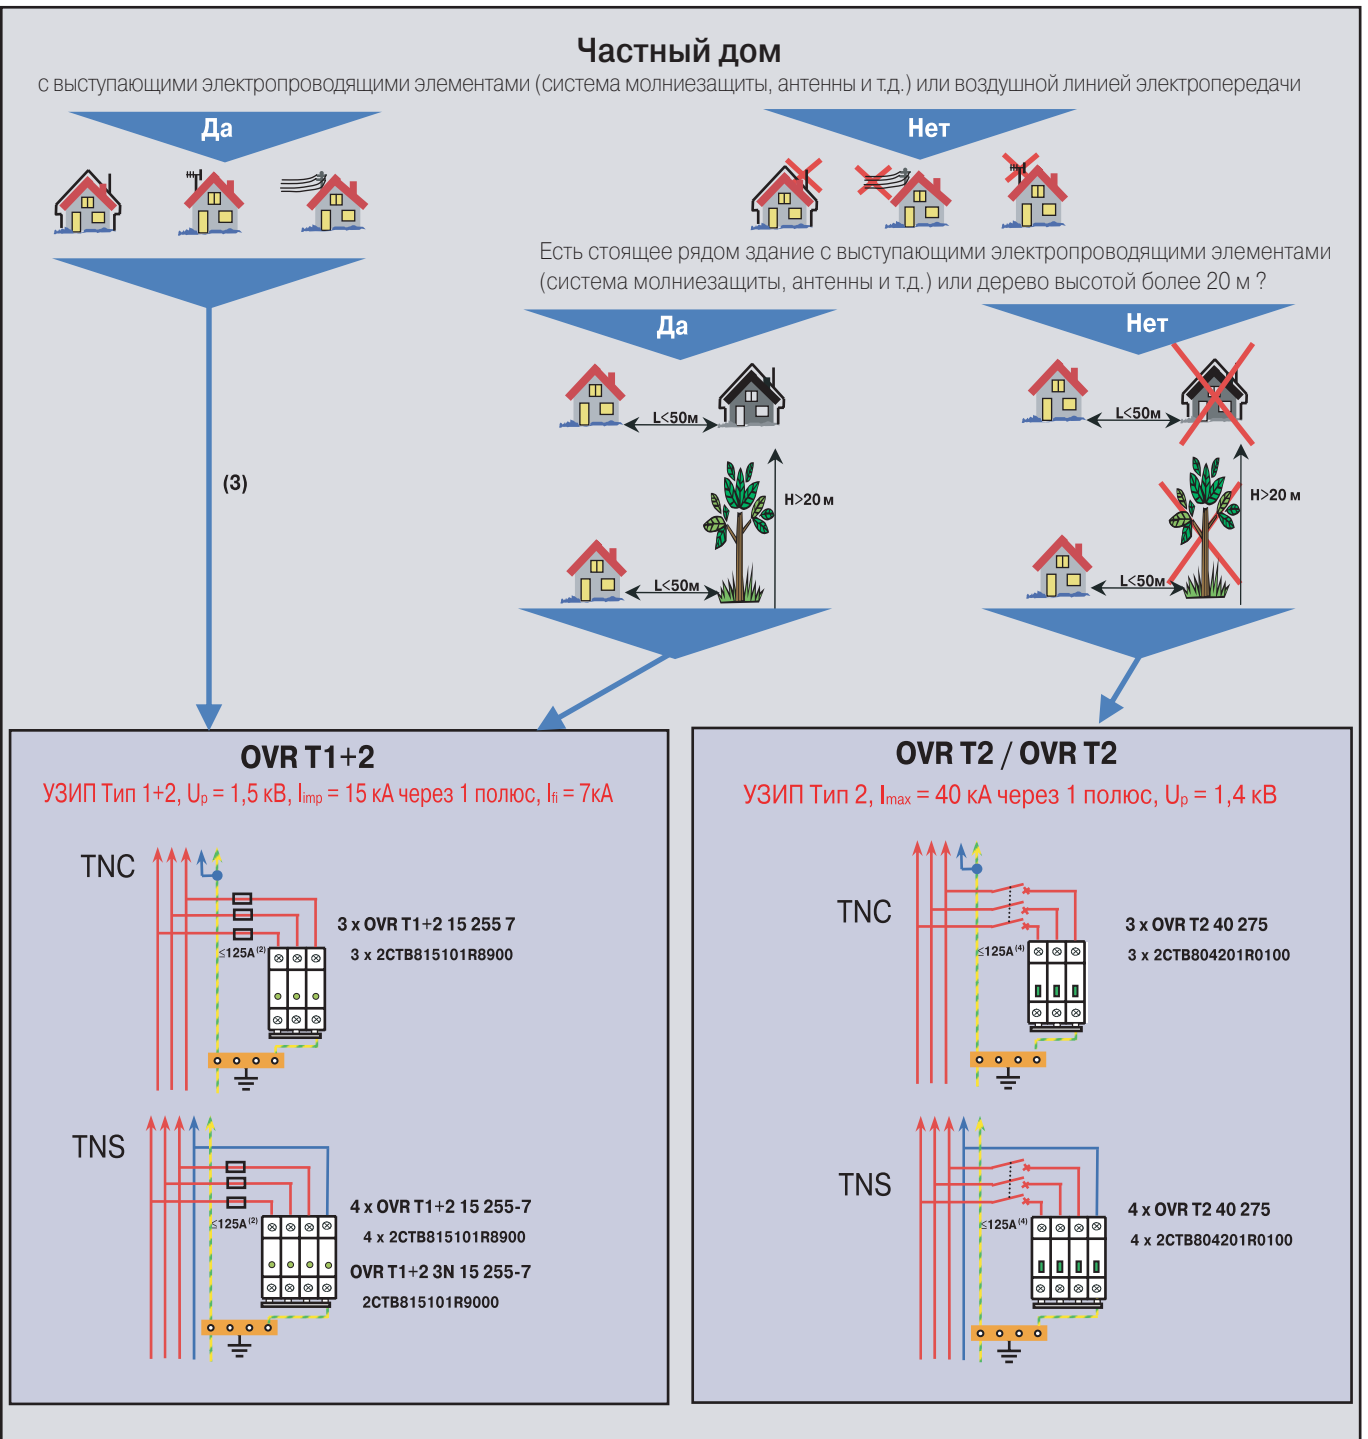 Частный дом
с выступающими электропроводящими элементами (система молниезащиты, антенны и т.д.) или воздушной линией электропередачи
Да
Нет
Есть стоящее рядом здание с выступающими электропроводящими элементами
(система молниезащиты, антенны и т.д.) или дерево высотой более 20 м ?
Да
Нет
L<50м
L<50м
(3)
H>20 м
H>20 м
L<50м
L<50м
OVR T1+2
УЗИП Тип 1+2, Up = 1,5 кВ, Iimp = 15 кА через 1 полюс, Ifi = 7кА
TNC
≤125A(2)
3 x OVR T1+2 15 255 7
3 x 2CTB815101R8900
TNS
≤125A(2)
4 x OVR T1+2 15 255-7
4 x 2CTB815101R8900
OVR T1+2 3N 15 255-7
2CTB815101R9000
OVR T2 / OVR T2
УЗИП Тип 2, Imax = 40 кА через 1 полюс, Up = 1,4 кВ
TNC
≤125A(4)
3 x OVR T2 40 275
3 x 2CTB804201R0100
TNS
≤125A(4)
4 x OVR T2 40 275
4 x 2CTB804201R0100